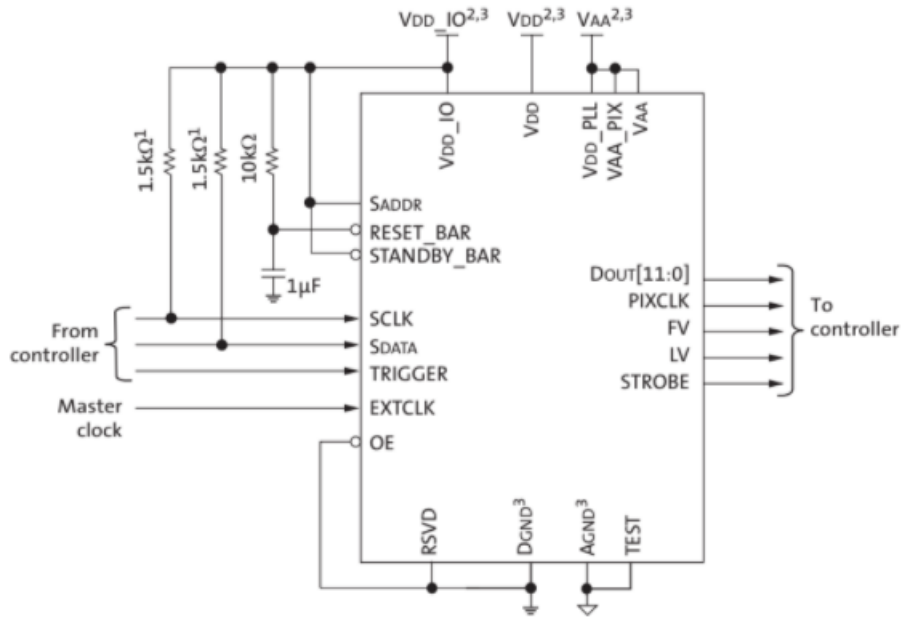 VDD_IO2,3
VDD2,3
VAA2,3
1.5kΩ1
1.5kΩ1
10kΩ
VDD_IO
VDD
VDD_PLL
VAA_PIX
VAA
SADDR
RESET_BAR
STANDBY_BAR
1µF
From
controller
SCLK
SDATA
TRIGGER
Master
clock
EXTCLK
OE
DOUT[11:0]
PIXCLK
FV
LV
STROBE
To
controller
RSVD
DGND3
AGND3
TEST